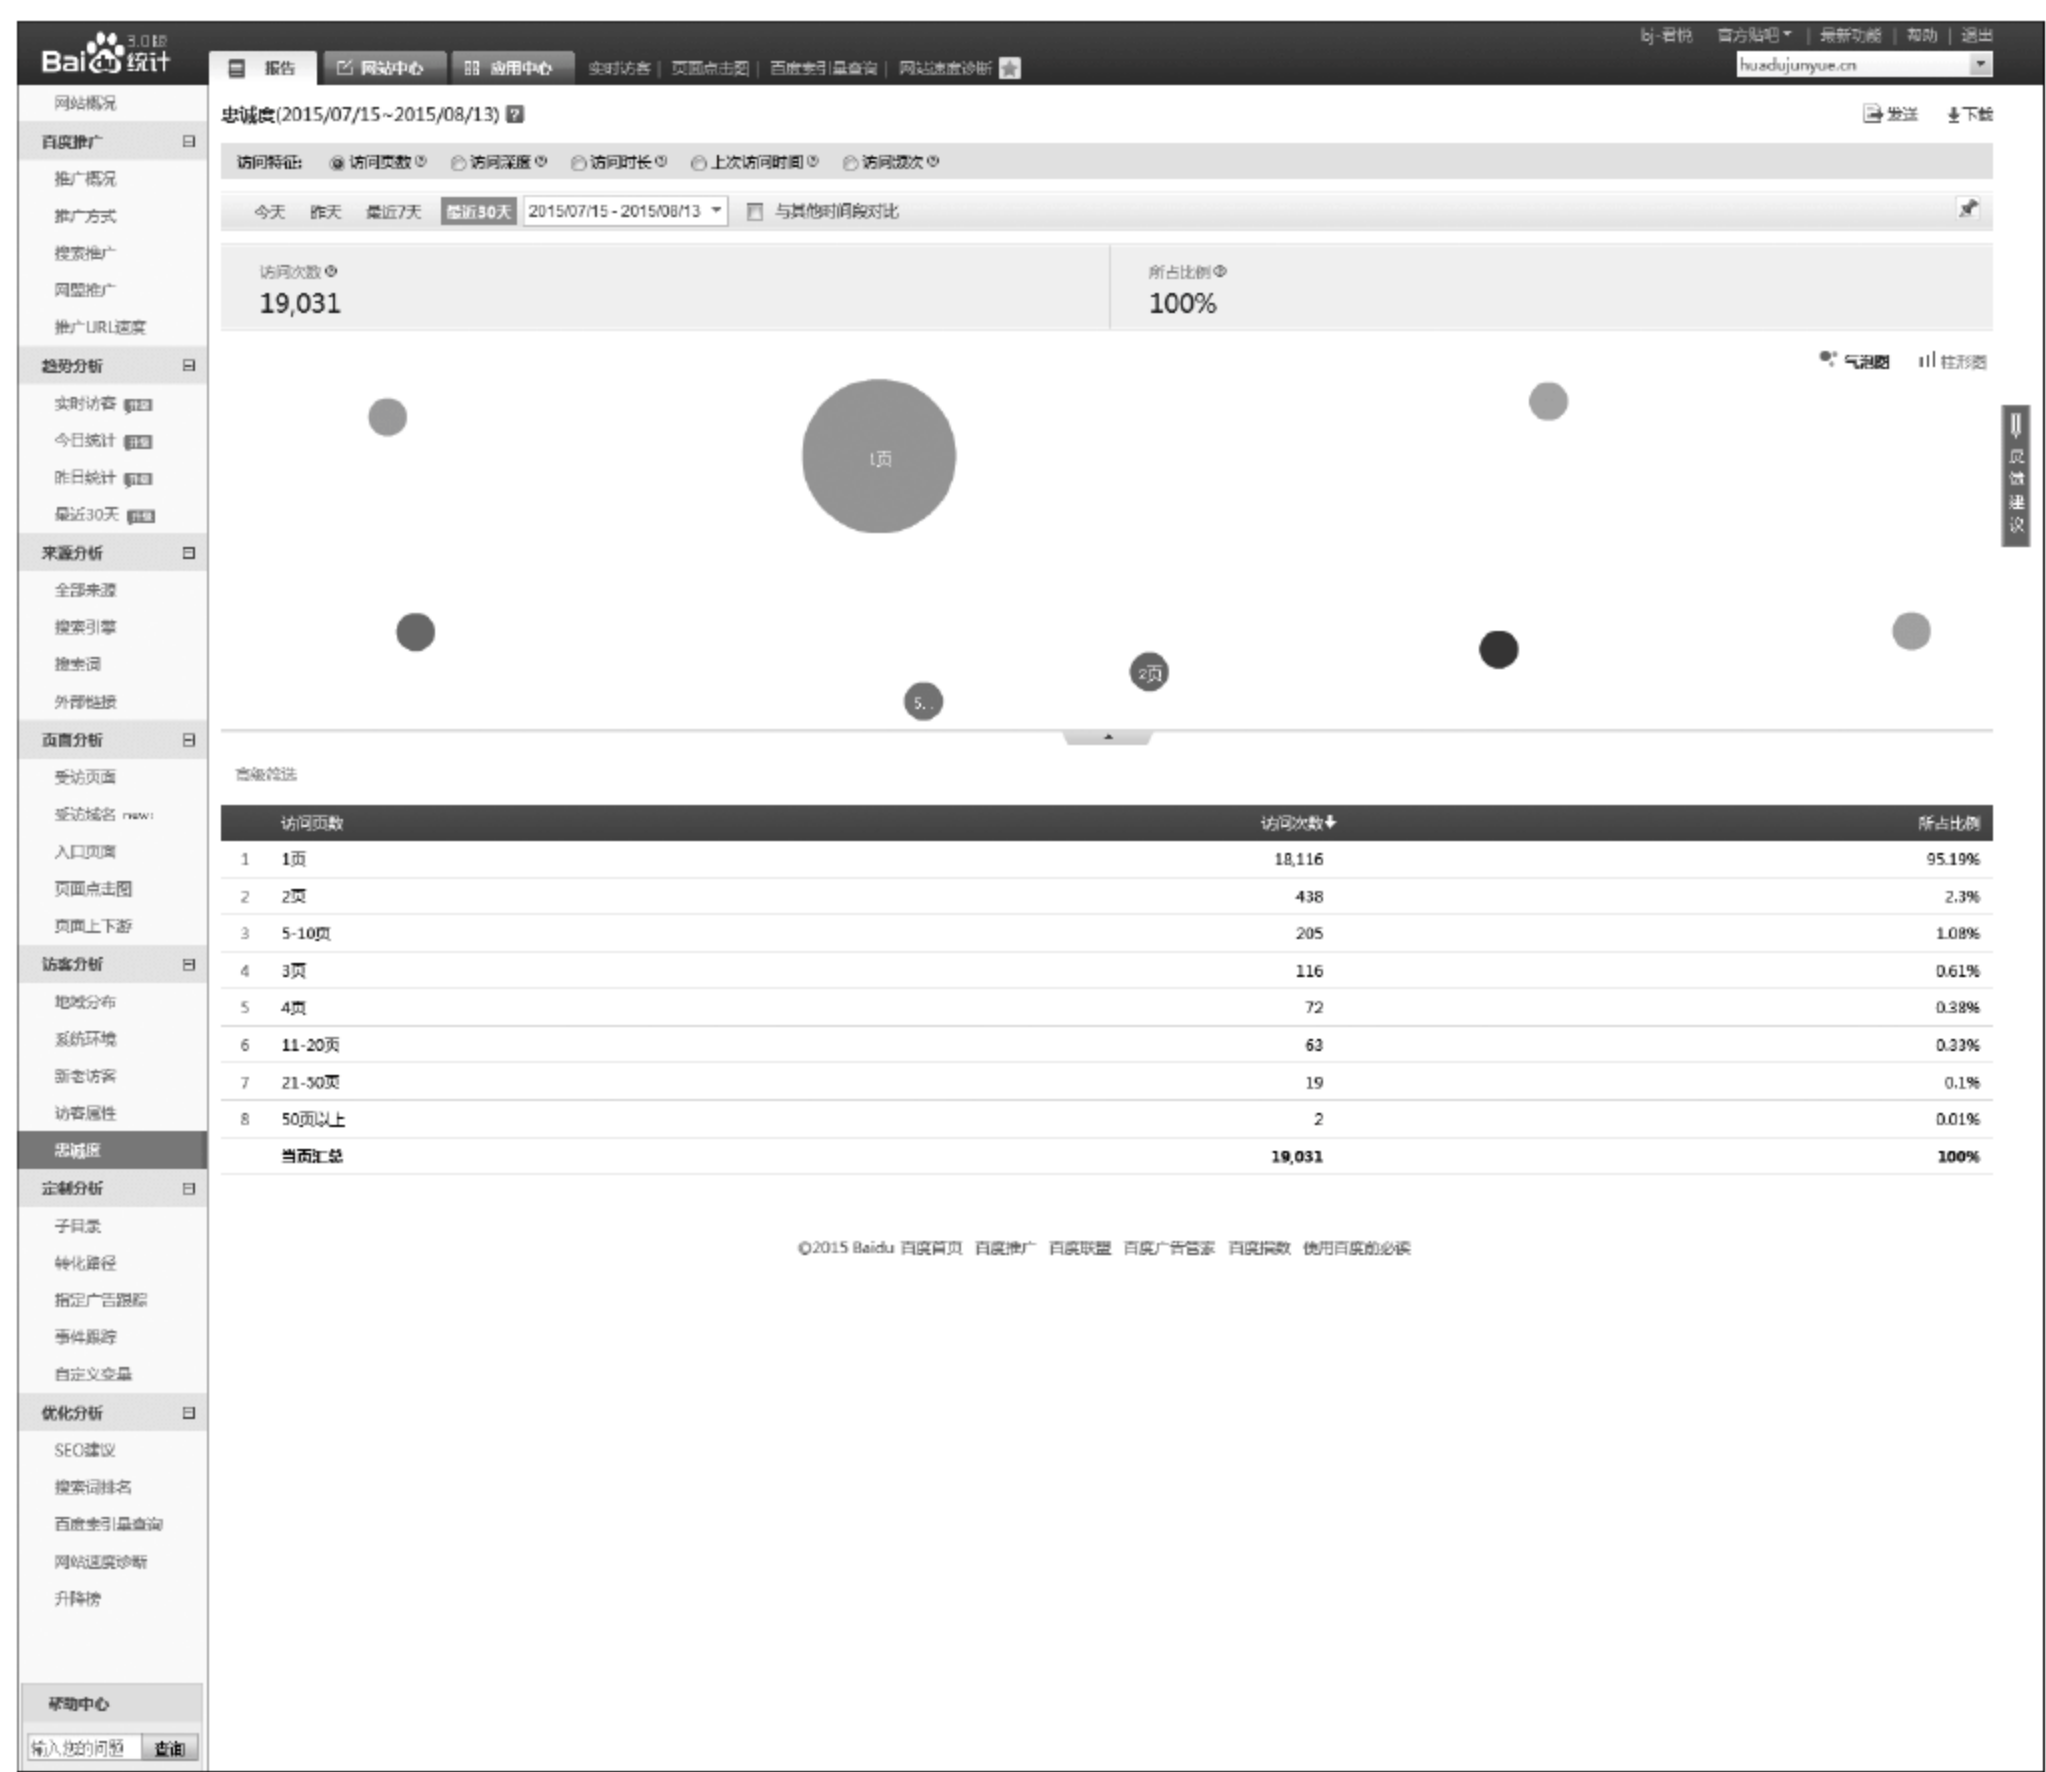 Bai 统计 3.0版
bj-君悦 官方贴吧 | 最新功能 | 帮助 | 退出
报告 网站中心 应用中心 实时访客 | 页面点击图 | 百度索引量查询 | 网站速度诊断
huadujunyue.cn
网站概况
百度推广
推广概况
推广方式
搜索推广
网盟推广
推广URL速度
趋势分析
实时访客
今日统计
昨日统计
最近30天
来源分析
全部来源
搜索引擎
搜索词
外部链接
页面分析
受访页面
受访域名 new!
入口页面
页面点击图
页面上下游
访客分析
地域分布
系统环境
新老访客
访客属性
忠诚度
定制分析
子目录
转化路径
指定广告跟踪
事件跟踪
自定义变量
优化分析
SEO建议
搜索词排名
百度索引量查询
网站速度诊断
升降榜
帮助中心
输入您的问题 查询
忠诚度(2015/07/15~2015/08/13) ?
发送 下载
访问特征: 访问页数 访问深度 访问时长 上次访问时间 访问频次
今天 昨天 最近7天 最近30天 2015/07/15 - 2015/08/13 与其他时间段对比
访问次数 所占比例
19,031 100%
气泡图 柱形图
1页
2页
5..
反馈建议
高级筛选
访问页数 访问次数 所占比例
1 1页 18,116 95.19%
2 2页 438 2.3%
3 5-10页 205 1.08%
4 3页 116 0.61%
5 4页 72 0.38%
6 11-20页 63 0.33%
7 21-50页 19 0.1%
8 50页以上 2 0.01%
当页汇总 19,031 100%
©2015 Baidu 百度首页 百度推广 百度联盟 百度广告管家 百度指数 使用百度前必读